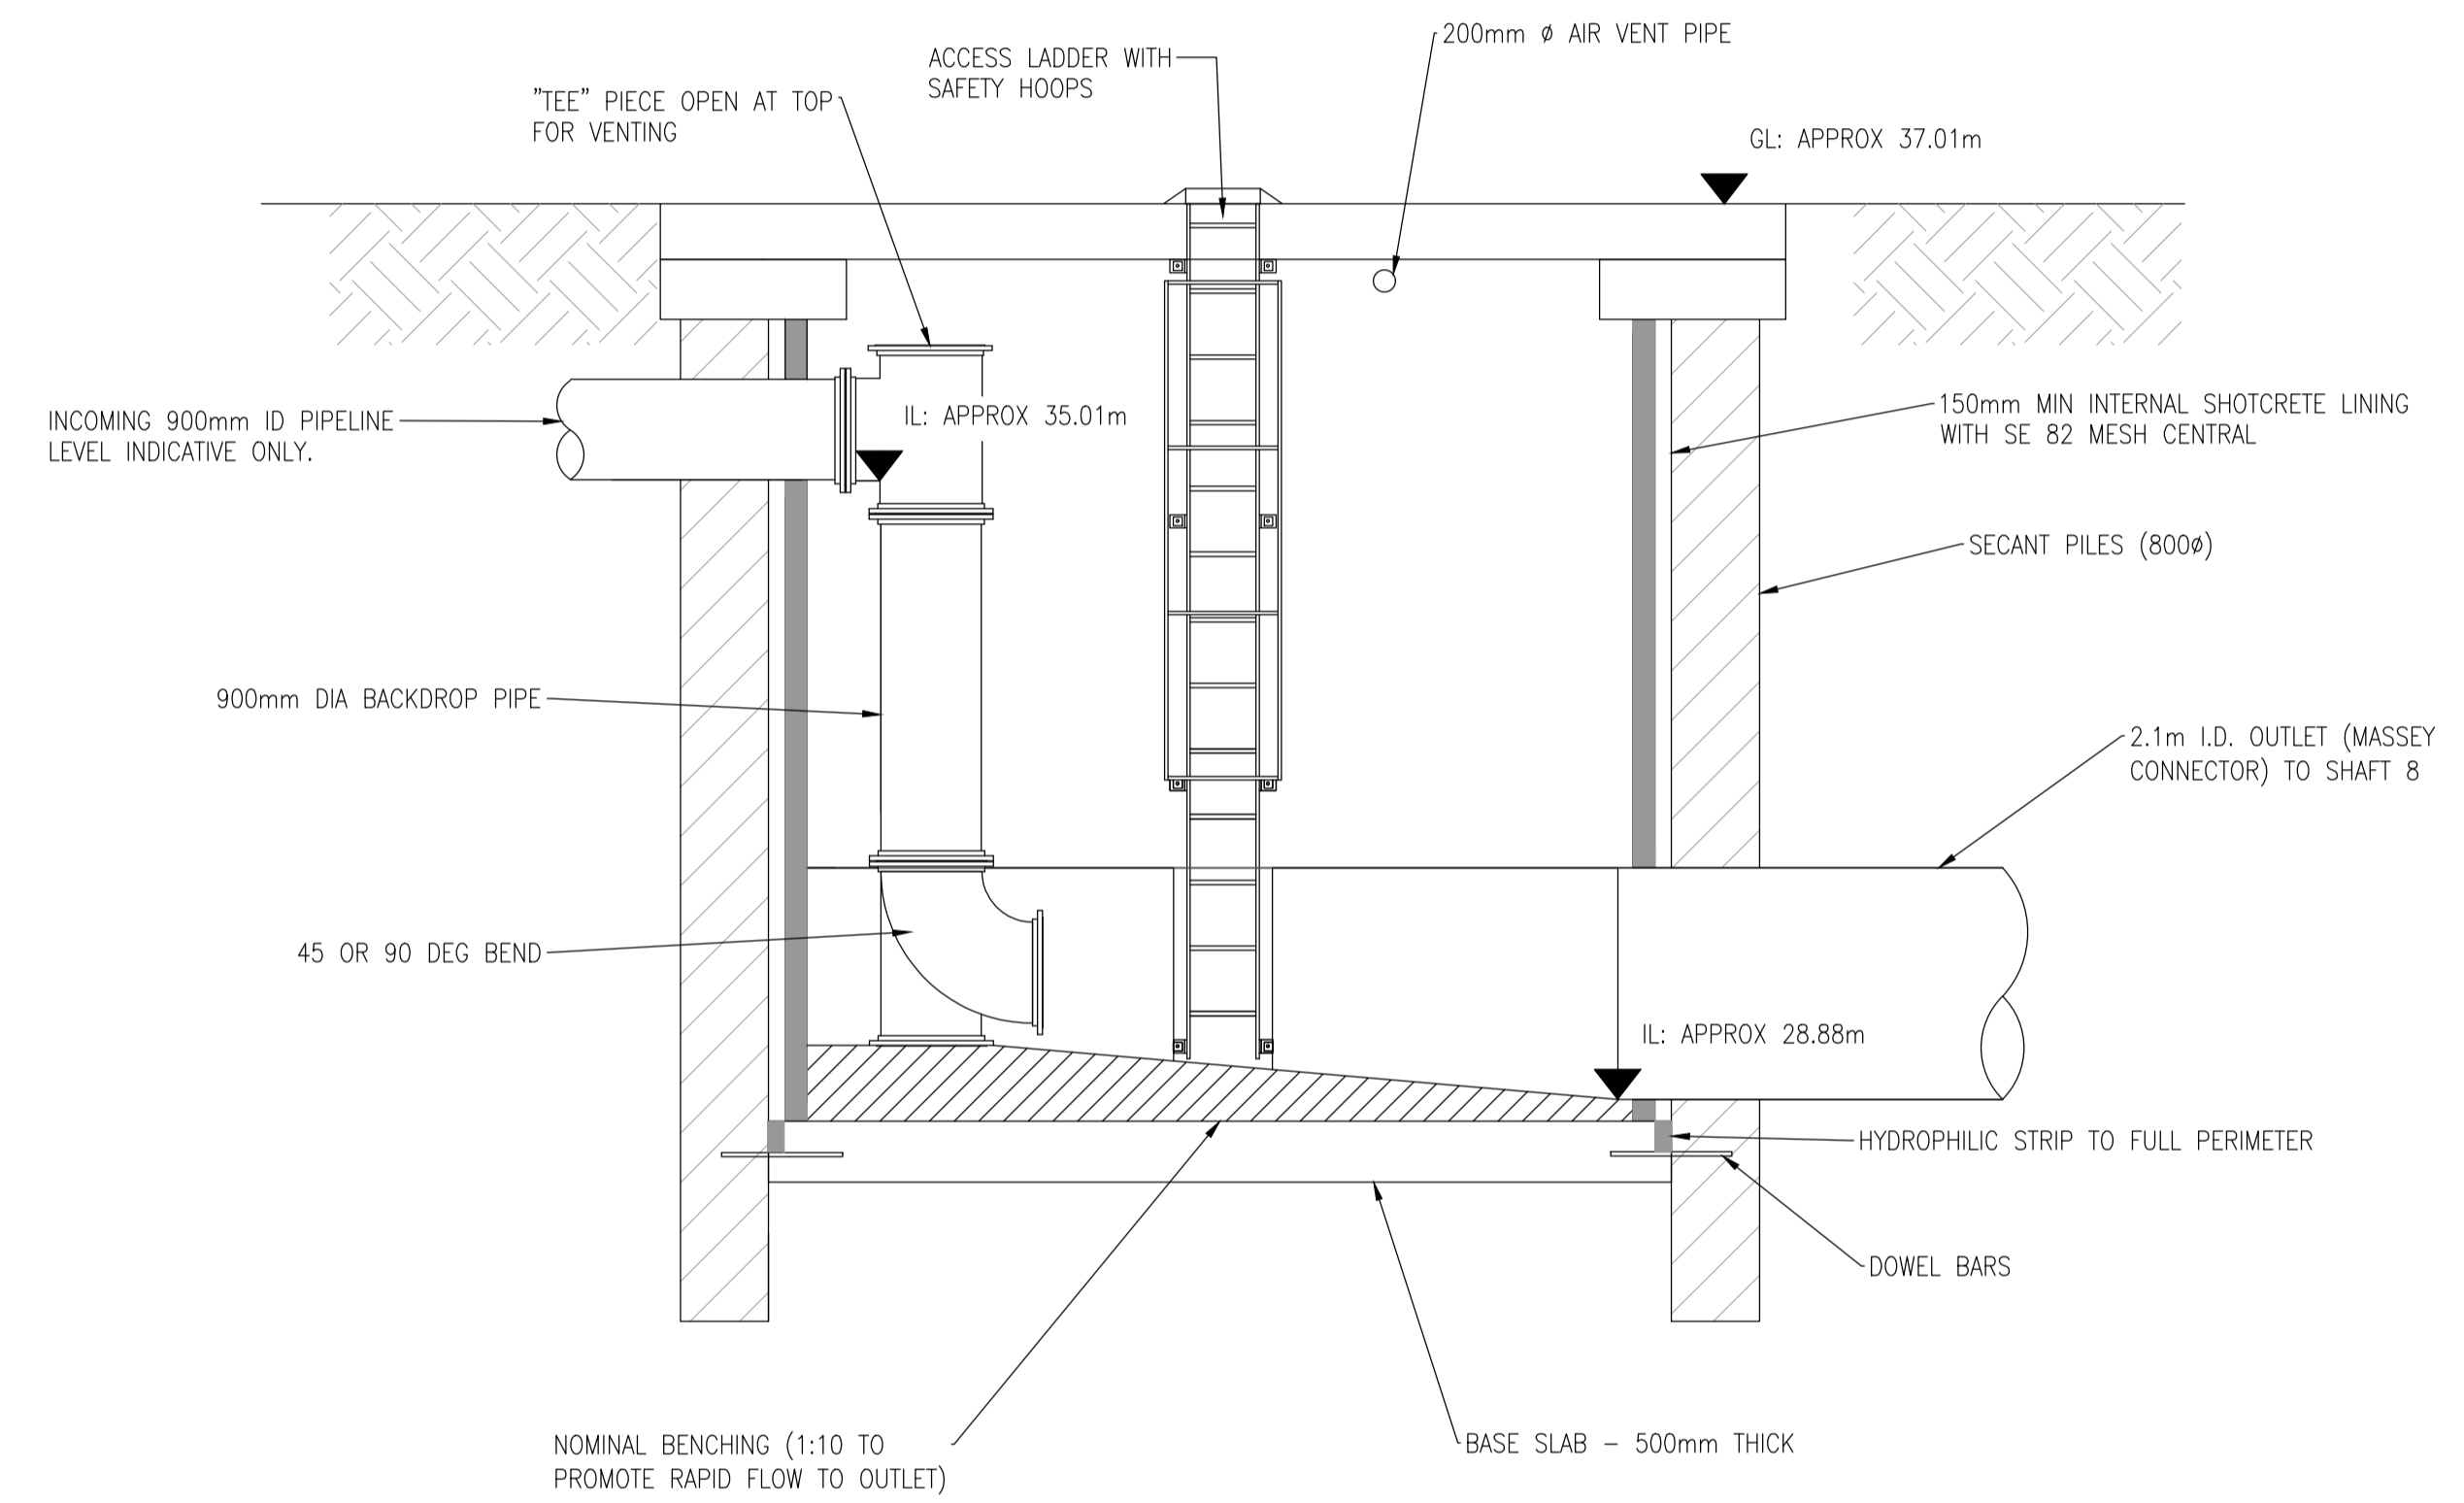 200mm ø AIR VENT PIPE
ACCESS LADDER WITH
SAFETY HOOPS
"TEE" PIECE OPEN AT TOP
FOR VENTING
GL: APPROX 37.01m
INCOMING 900mm ID PIPELINE
LEVEL INDICATIVE ONLY.
IL: APPROX 35.01m
150mm MIN INTERNAL SHOTCRETE LINING
WITH SE 82 MESH CENTRAL
SECANT PILES (800ø)
900mm DIA BACKDROP PIPE
2.1m I.D. OUTLET (MASSEY
CONNECTOR) TO SHAFT 8
45 OR 90 DEG BEND
IL: APPROX 28.88m
HYDROPHILIC STRIP TO FULL PERIMETER
DOWEL BARS
NOMINAL BENCHING (1:10 TO
PROMOTE RAPID FLOW TO OUTLET)
BASE SLAB - 500mm THICK